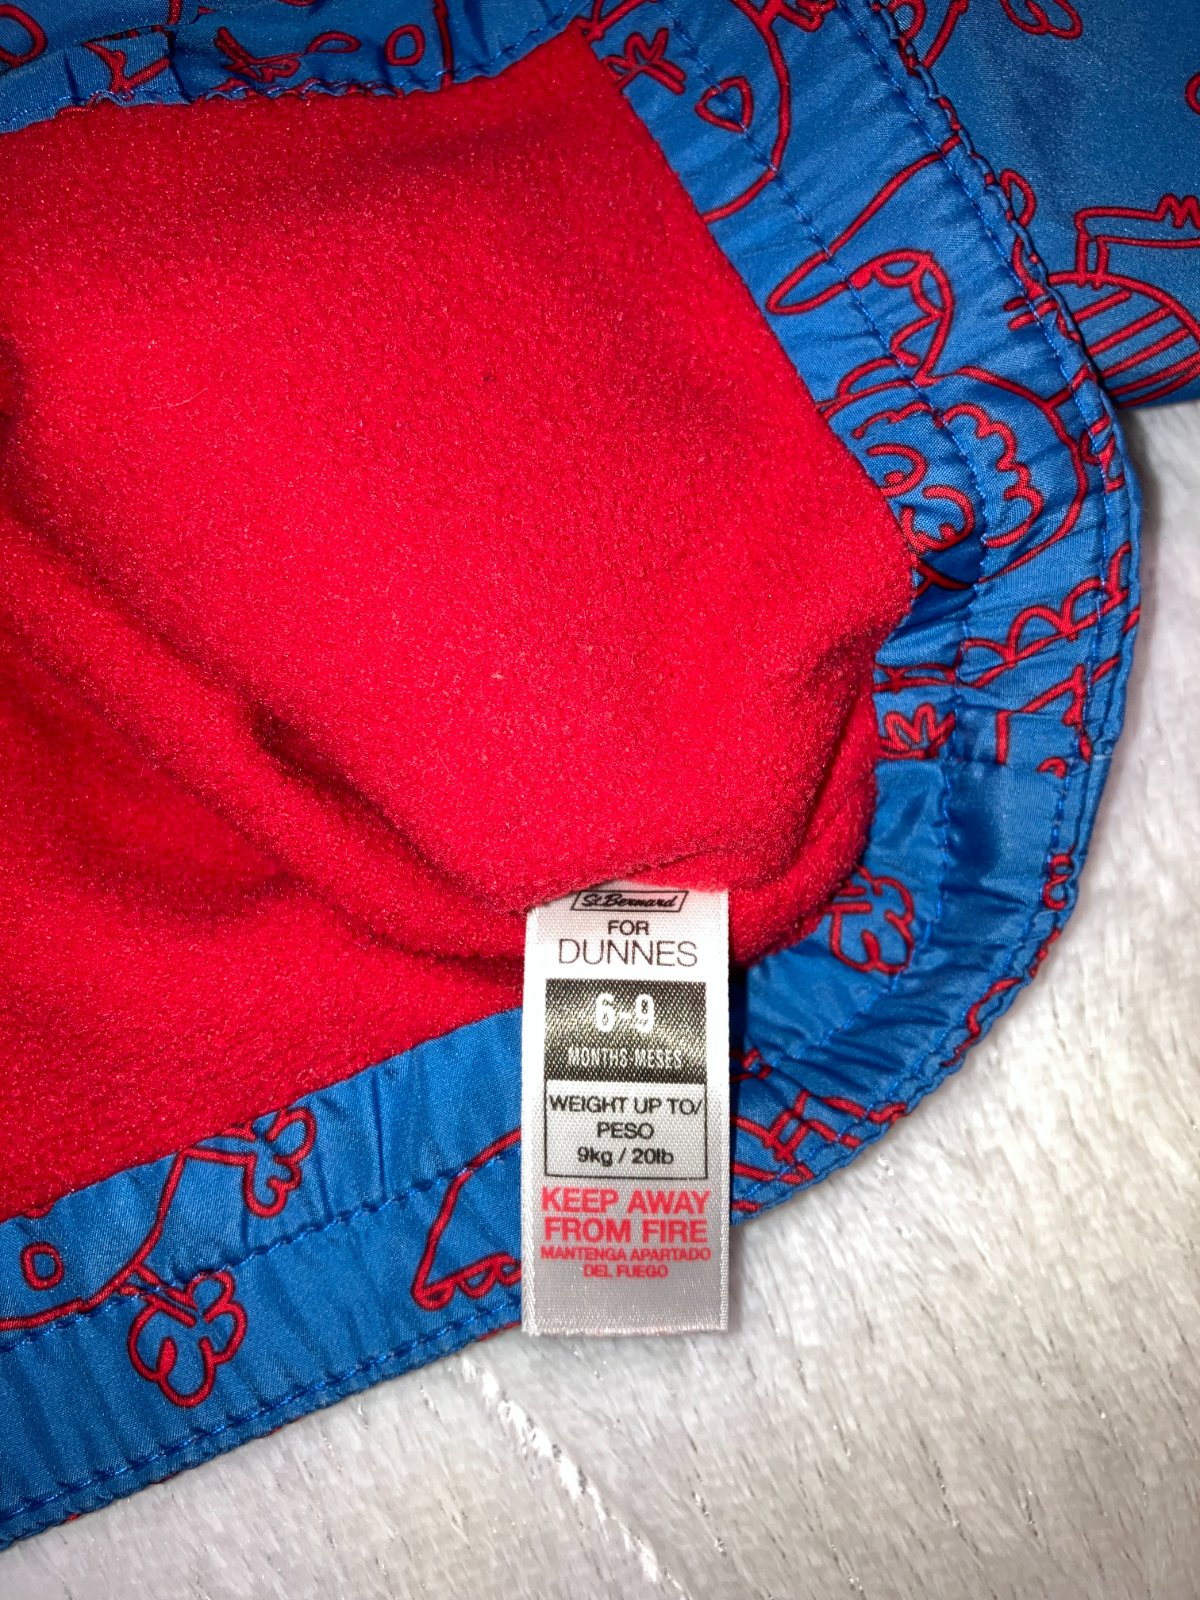 St.Bernard
FOR
DUNNES
6-9
MONTHS MESES
WEIGHT UP TO/
PESO
9kg / 20lb
KEEP AWAY
FROM FIRE
MANTENGA APARTADO
DEL FUEGO